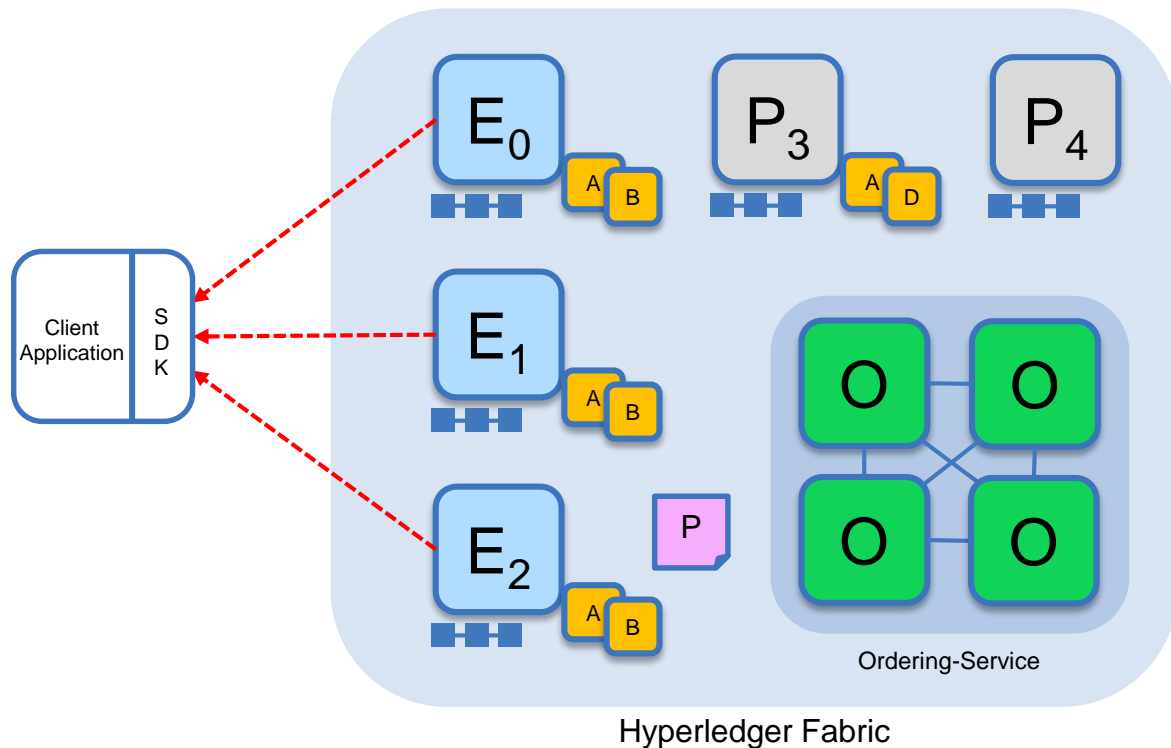 E₀
A
B
P₃
A
D
P₄
Client
Application
S
D
K
E₁
A
B
O
O
E₂
A
B
P
O
O
Ordering-Service
Hyperledger Fabric